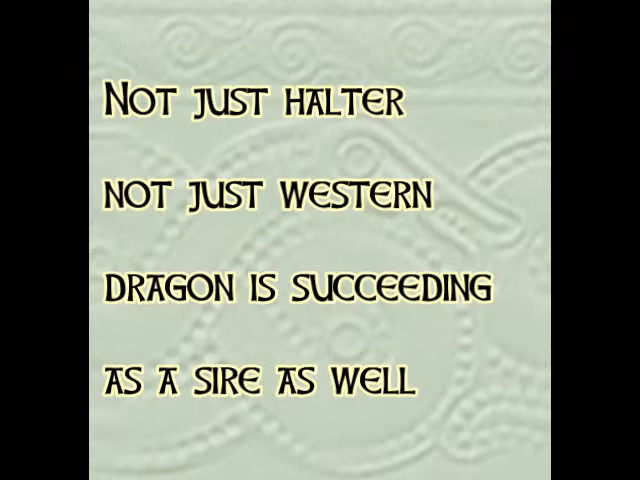 Not just halter
not just western
dragon is succeeding
as a sire as well